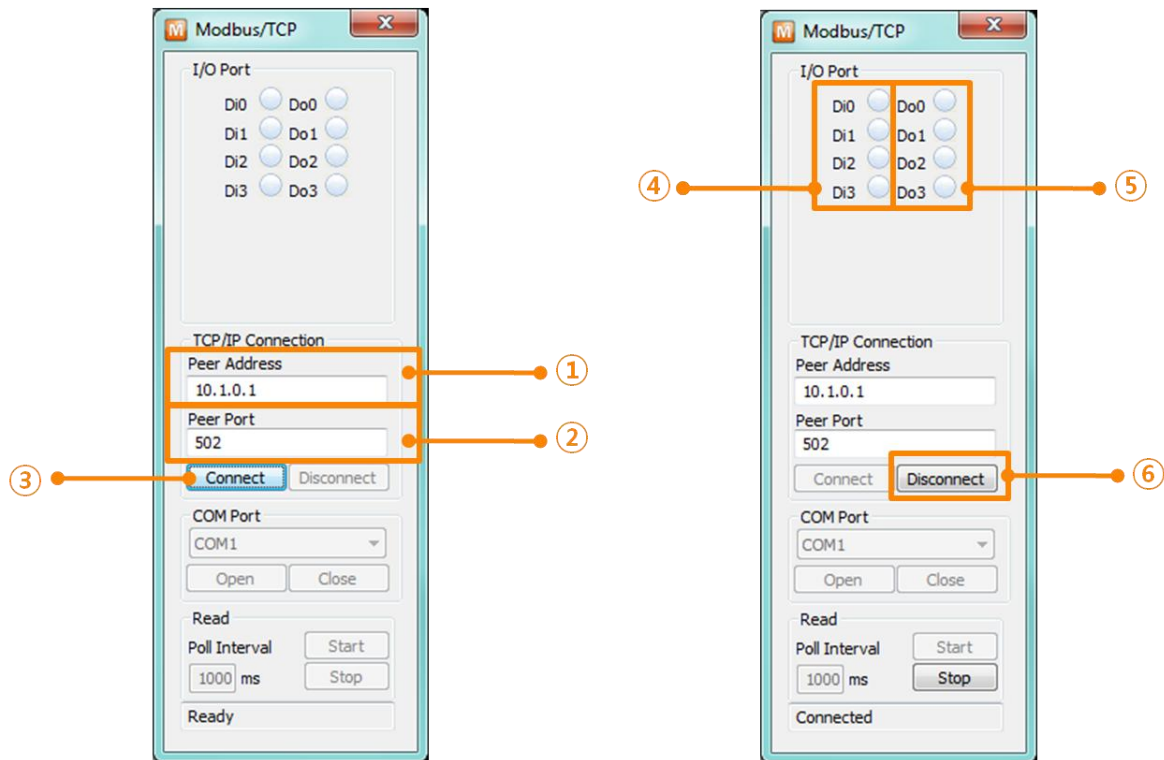 M Modbus/TCP
I/O Port
Di0 Do0
Di1 Do1
Di2 Do2
Di3 Do3
TCP/IP Connection
Peer Address
10.1.0.1
①
Peer Port
502
②
③
Connect Disconnect
COM Port
COM1
Open Close
Read
Poll Interval Start
1000 ms Stop
Ready
M Modbus/TCP
I/O Port
Di0 Do0
Di1 Do1
Di2 Do2
Di3 Do3
④
⑤
TCP/IP Connection
Peer Address
10.1.0.1
Peer Port
502
Connect Disconnect
⑥
COM Port
COM1
Open Close
Read
Poll Interval Start
1000 ms Stop
Connected